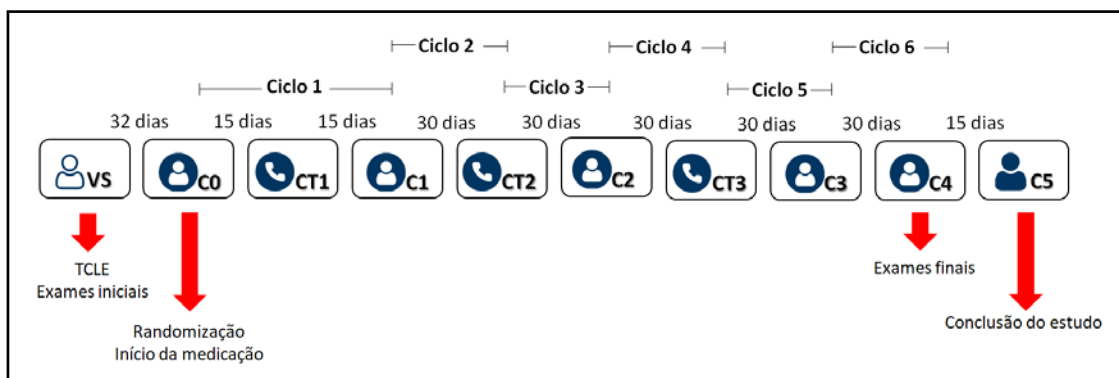 Ciclo 2
Ciclo 4
Ciclo 6
Ciclo 1
Ciclo 3
Ciclo 5
32 dias 15 dias 15 dias 30 dias 30 dias 30 dias 30 dias 30 dias 15 dias
VS C0 CT1 C1 CT2 C2 CT3 C3 C4 C5
TCLE
Exames iniciais
Randomização
Início da medicação
Exames finais
Conclusão do estudo